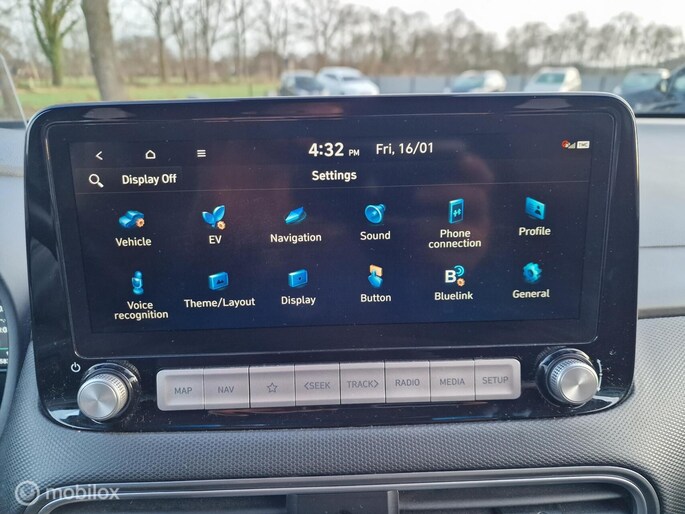 4:32 PM Fri, 16/01
TMC
Display Off Settings
Vehicle EV Navigation Sound Phone connection Profile
Voice recognition Theme/Layout Display Button Bluelink General
MAP NAV <SEEK TRACK> RADIO MEDIA SETUP
mobilox